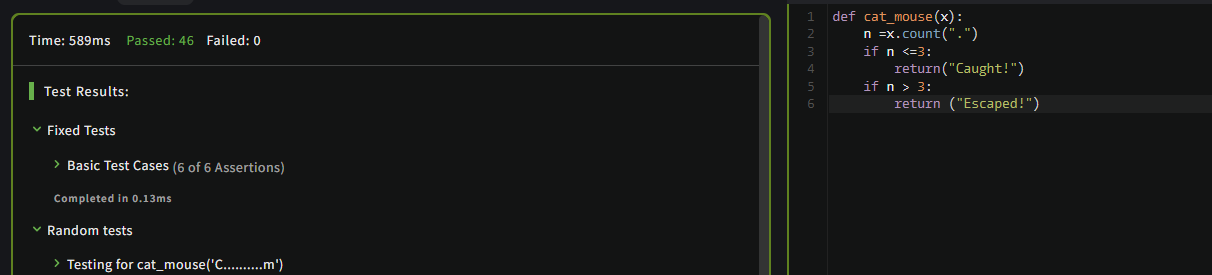 Time: 589ms Passed: 46 Failed: 0
Test Results:
Fixed Tests
Basic Test Cases (6 of 6 Assertions)
Completed in 0.13ms
Random tests
Testing for cat_mouse('C..........m')
1 def cat_mouse(x):
2     n =x.count(".")
3     if n <=3:
4         return("Caught!")
5     if n > 3:
6         return ("Escaped!")